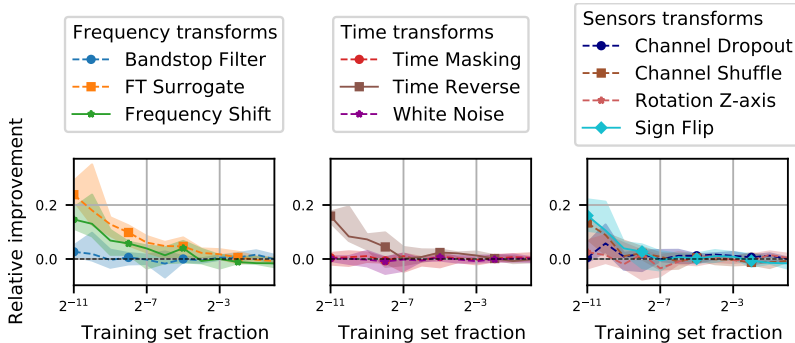 Frequency transforms
Bandstop Filter
FT Surrogate
Frequency Shift
Time transforms
Time Masking
Time Reverse
White Noise
Sensors transforms
Channel Dropout
Channel Shuffle
Rotation Z-axis
Sign Flip
Relative improvement
0.2
0.0
2⁻¹¹ 2⁻⁷ 2⁻³
Training set fraction
0.2
0.0
2⁻¹¹ 2⁻⁷ 2⁻³
Training set fraction
0.2
0.0
2⁻¹¹ 2⁻⁷ 2⁻³
Training set fraction